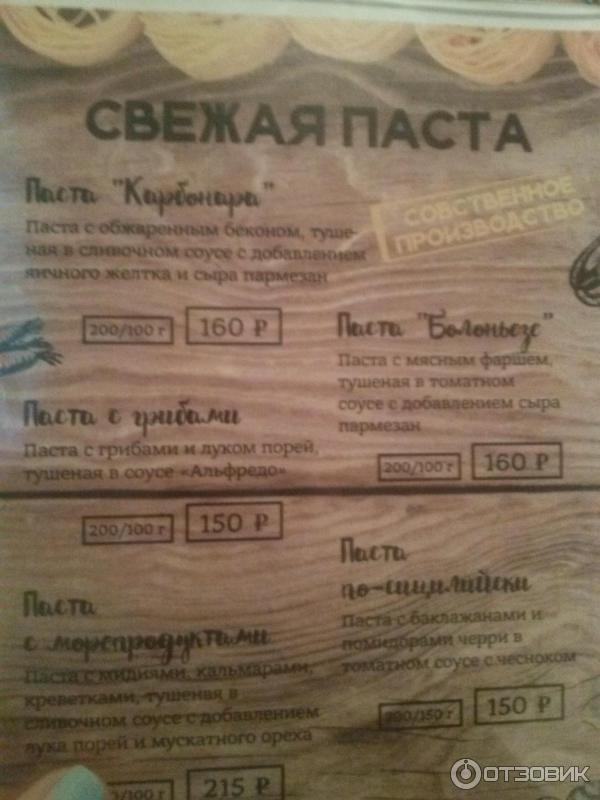 СВЕЖАЯ ПАСТА
СОБСТВЕННОЕ
ПРОИЗВОДСТВО
Паста "Карбонара"
Паста с обжаренным беконом, туше-
ная в сливочном соусе с добавлением
яичного желтка и сыра пармезан
200/100 г 160 ₽
Паста "Болоньезе"
Паста с мясным фаршем,
тушеная в томатном
соусе с добавлением сыра
пармезан
200/100 г 160 ₽
Паста с грибами
Паста с грибами и луком порей,
тушеная в соусе «Альфредо»
200/100 г 150 ₽
Паста
по-сицилийски
Паста с баклажанами и
помидорами черри в
томатном соусе с чесноком
200/150 г 150 ₽
Паста
с морепродуктами
Паста с мидиями, кальмарами,
креветками, тушеная в
сливочном соусе с добавлением
лука порей и мускатного ореха
200/100 г 215 ₽
ОТЗОВИК